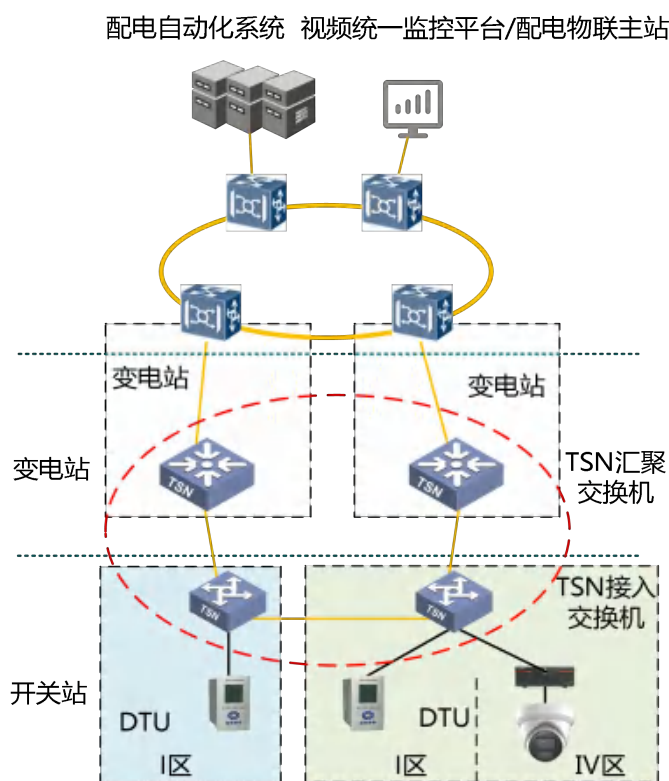 配电自动化系统 视频统一监控平台/配电物联主站
变电站
变电站
变电站
TSN汇聚
交换机
TSN
TSN
TSN接入
交换机
TSN
TSN
开关站
DTU
DTU
I区
I区
IV区